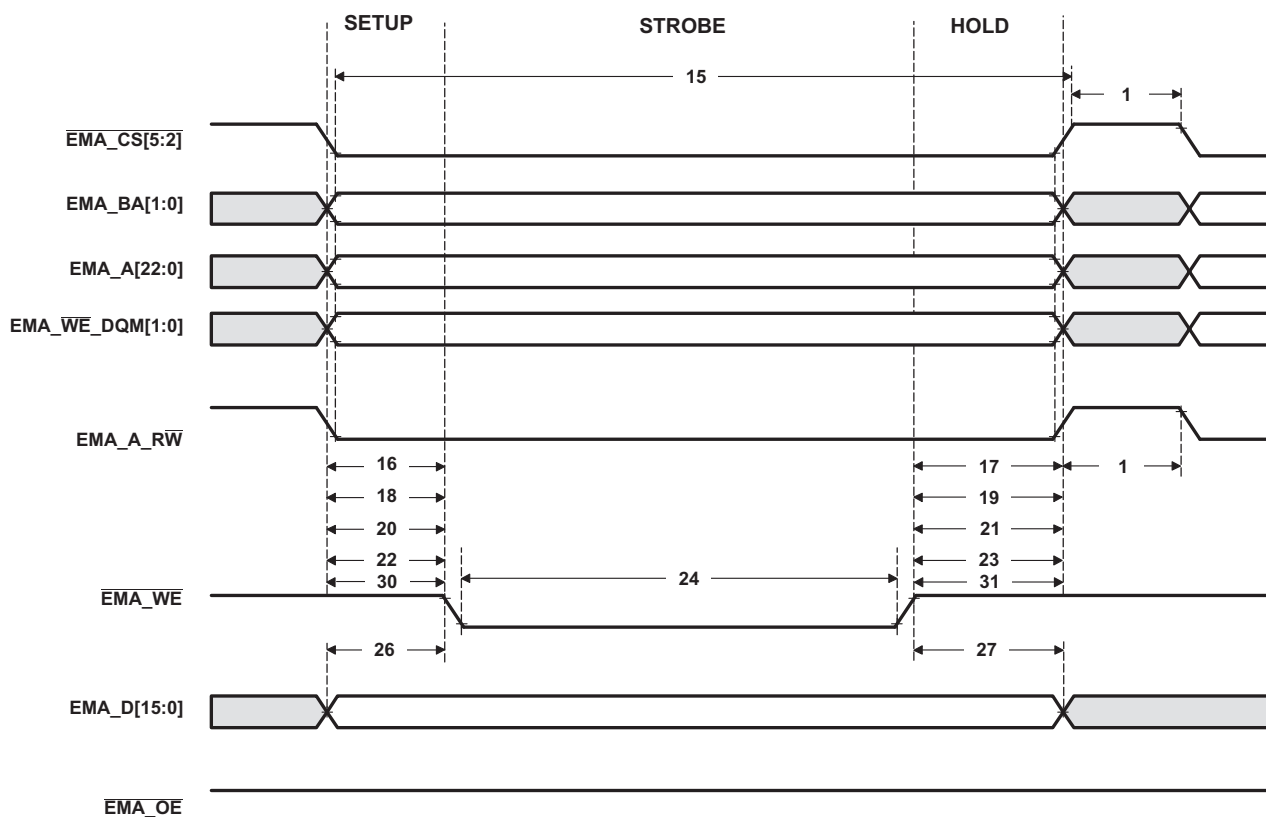 SETUP STROBE HOLD
15
1
EMA_CS[5:2]
EMA_BA[1:0]
EMA_A[22:0]
EMA_WE_DQM[1:0]
EMA_A_RW
16 17 1
18 19
20 21
22 23
30 24 31
EMA_WE
26 27
EMA_D[15:0]
EMA_OE